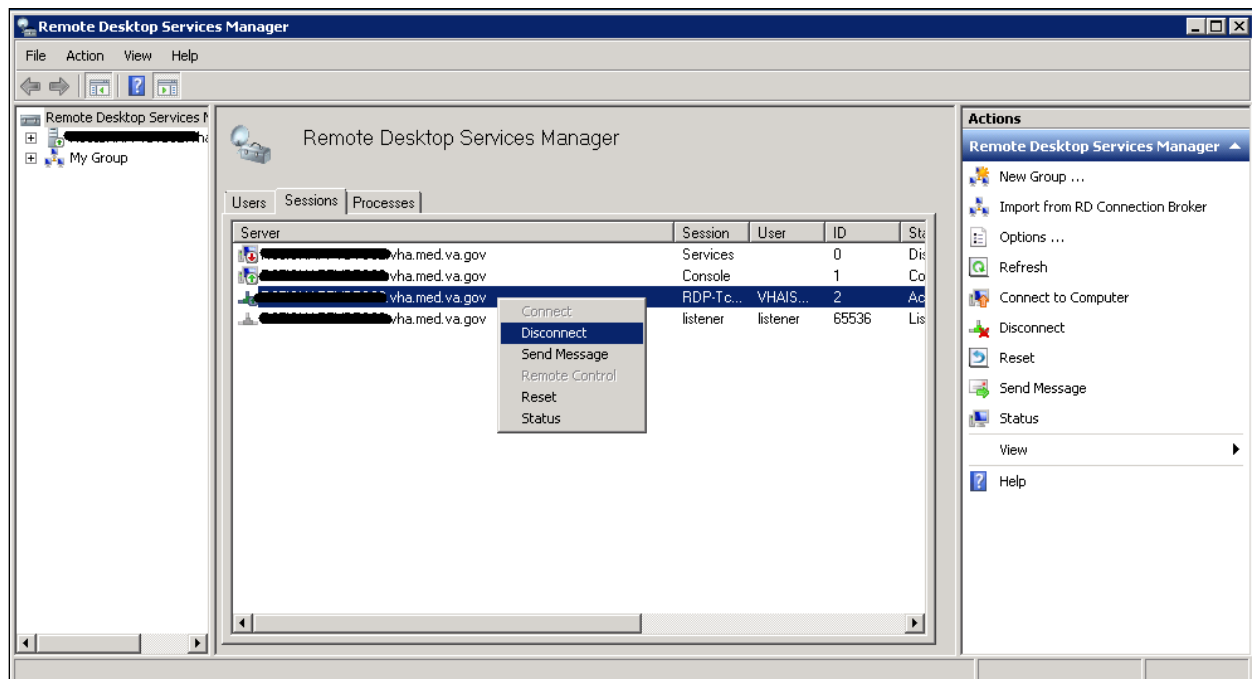 Remote Desktop Services Manager
File Action View Help
Remote Desktop Services M
My Group
Remote Desktop Services Manager
Users Sessions Processes
Server Session User ID Sta
vha.med.va.gov Services 0 Dis
vha.med.va.gov Console 1 Co
.vha.med.va.gov RDP-Tc... VHAIS... 2 Ac
vha.med.va.gov listener listener 65536 Lis
Connect
Disconnect
Send Message
Remote Control
Reset
Status
Actions
Remote Desktop Services Manager
New Group ...
Import from RD Connection Broker
Options ...
Refresh
Connect to Computer
Disconnect
Reset
Send Message
Status
View
Help